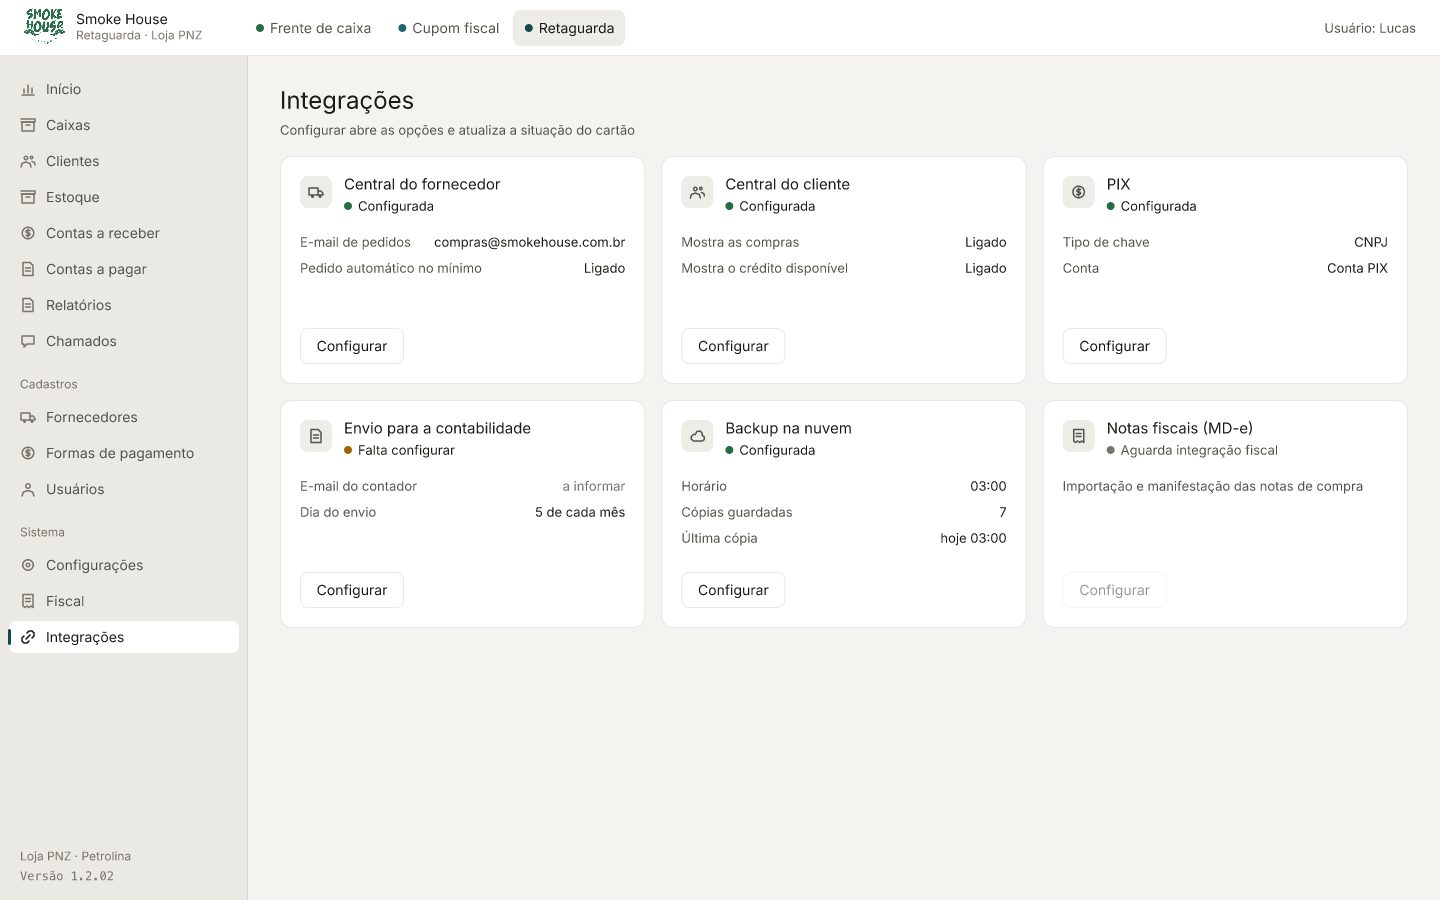 SMOKE HOUSE
Smoke House
Retaguarda · Loja PNZ
Frente de caixa
Cupom fiscal
Retaguarda
Usuário: Lucas
Início
Caixas
Clientes
Estoque
Contas a receber
Contas a pagar
Relatórios
Chamados
Cadastros
Fornecedores
Formas de pagamento
Usuários
Sistema
Configurações
Fiscal
Integrações
Loja PNZ · Petrolina
Versão 1.2.02
Integrações
Configurar abre as opções e atualiza a situação do cartão
Central do fornecedor
Configurada
E-mail de pedidos compras@smokehouse.com.br
Pedido automático no mínimo Ligado
Configurar
Central do cliente
Configurada
Mostra as compras Ligado
Mostra o crédito disponível Ligado
Configurar
PIX
Configurada
Tipo de chave CNPJ
Conta Conta PIX
Configurar
Envio para a contabilidade
Falta configurar
E-mail do contador a informar
Dia do envio 5 de cada mês
Configurar
Backup na nuvem
Configurada
Horário 03:00
Cópias guardadas 7
Última cópia hoje 03:00
Configurar
Notas fiscais (MD-e)
Aguarda integração fiscal
Importação e manifestação das notas de compra
Configurar